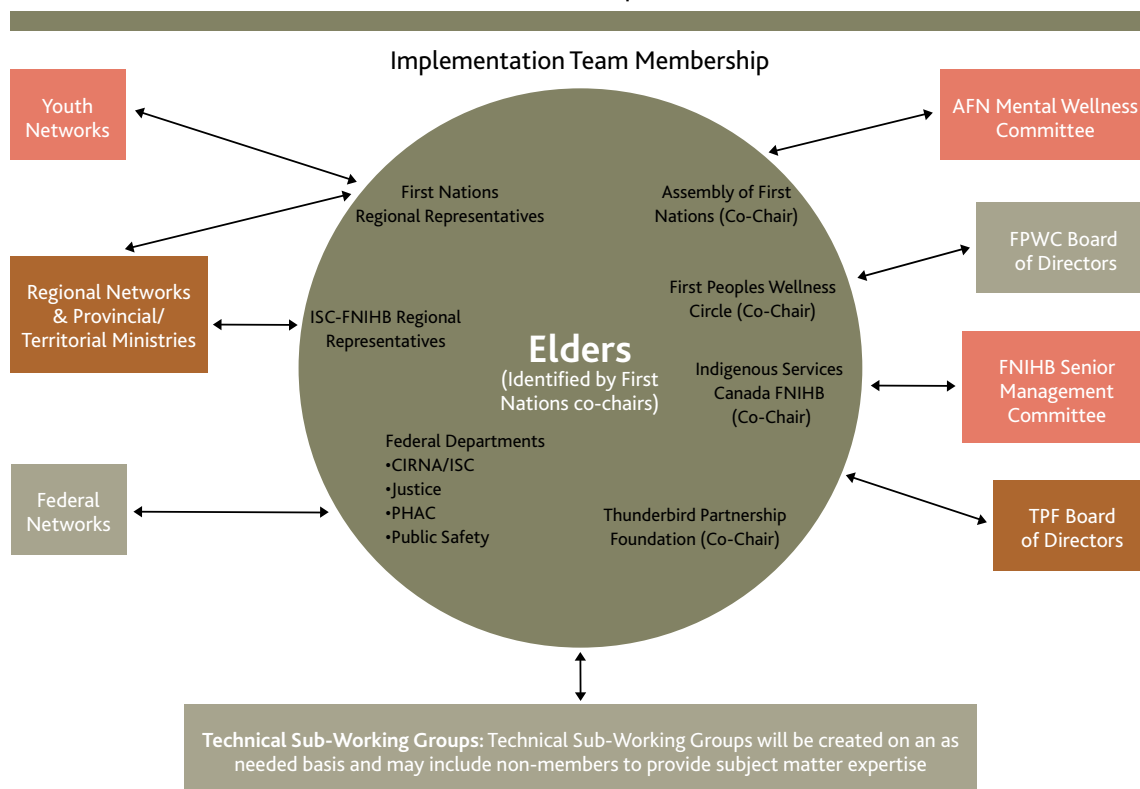 Implementation Team Membership
Youth
Networks
AFN Mental Wellness
Committee
First Nations
Regional Representatives
Assembly of First
Nations (Co-Chair)
FPWC Board
of Directors
Regional Networks
& Provincial/
Territorial Ministries
ISC-FNIHB Regional
Representatives
First Peoples Wellness
Circle (Co-Chair)
Elders
(Identified by First
Nations co-chairs)
Indigenous Services
Canada FNIHB
(Co-Chair)
FNIHB Senior
Management
Committee
Federal Departments
•CIRNA/ISC
•Justice
•PHAC
•Public Safety
Federal
Networks
Thunderbird Partnership
Foundation (Co-Chair)
TPF Board
of Directors
Technical Sub-Working Groups: Technical Sub-Working Groups will be created on an as
needed basis and may include non-members to provide subject matter expertise